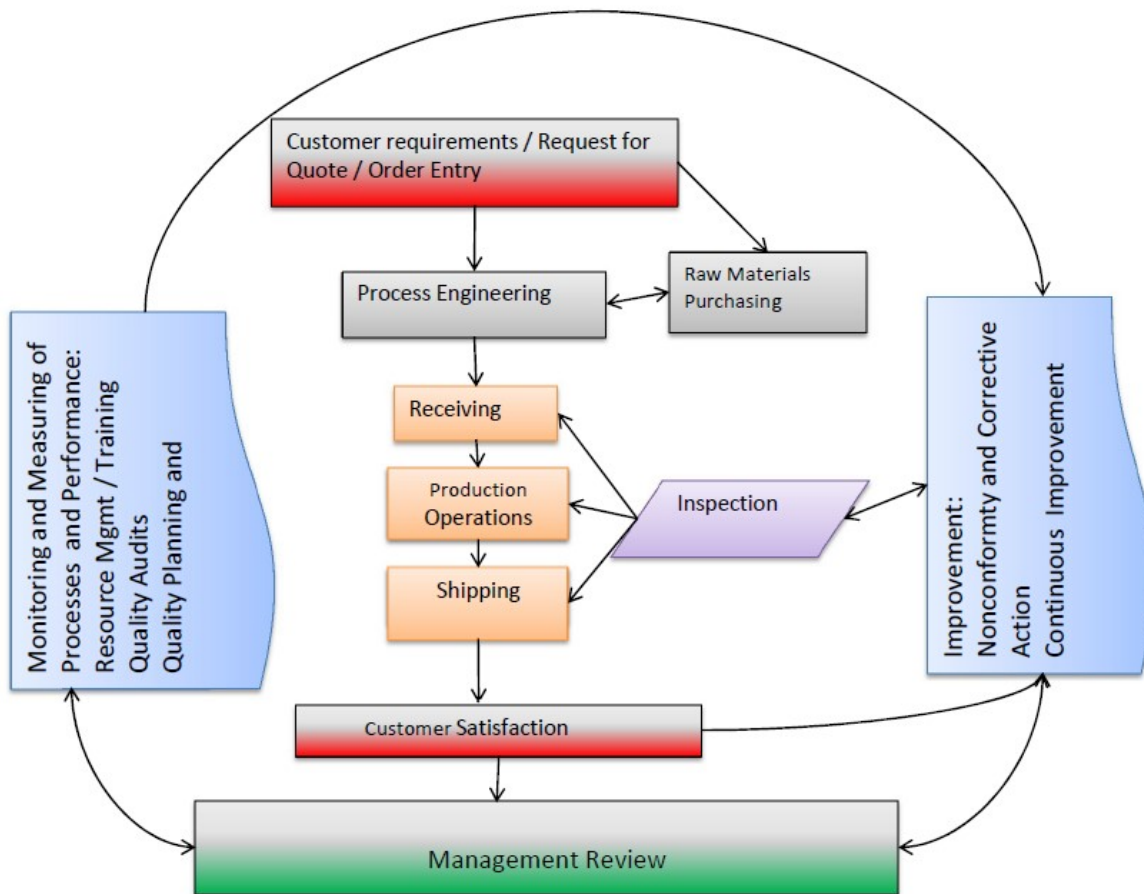 Customer requirements / Request for
Quote / Order Entry
Process Engineering
Raw Materials
Purchasing
Monitoring and Measuring of
Processes and Performance:
Resource Mgmt / Training
Quality Audits
Quality Planning and
Receiving
Production
Operations
Shipping
Inspection
Improvement:
Nonconformty and Corrective
Action
Continuous Improvement
Customer Satisfaction
Management Review